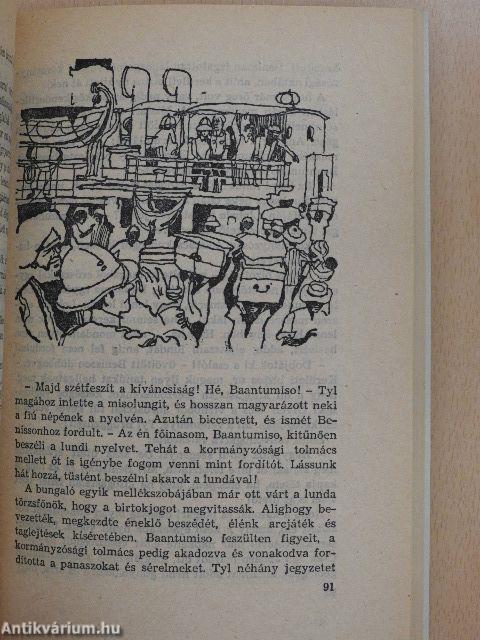 – Majd szétfeszít a kíváncsiság! Hé, Baantumiso! – Tyl
magához intette a misolungit, és hosszan magyarázott neki
a fiú népének a nyelvén. Azután biccentett, és ismét Be-
nissonhoz fordult. – Az én főinasom, Baantumiso, kitűnően
beszéli a lundi nyelvet. Tehát a kormányzósági tolmács
mellett őt is igénybe fogom venni mint fordítót. Lássunk
hát hozzá, tüstént beszélni akarok a lundával!
A bungaló egyik mellékszobájában már ott várt a lunda
törzsfőnök, hogy a birtokjogot megvitassák. Alighogy be-
vezették, megkezdte éneklő beszédét, élénk arcjáték és
taglejtések kíséretében. Baantumiso feszülten figyelt, a
kormányzósági tolmács pedig akadozva és vonakodva for-
dította a panaszokat és sérelmeket. Tyl néhány jegyzetet
91
Antikvárium.hu
antikvarium.hu